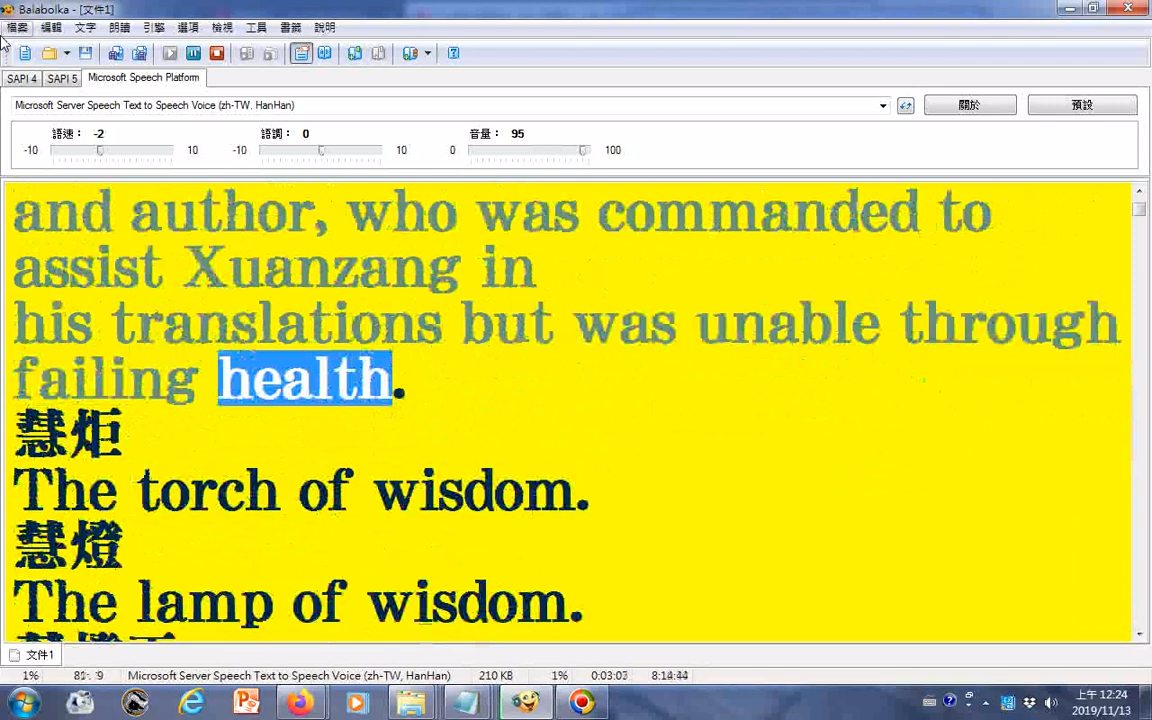 Balabolka - [文件1]
檔案 編輯 文字 朗讀 引擎 選項 檢視 工具 書籤 說明
SAPI 4 SAPI 5 Microsoft Speech Platform
Microsoft Server Speech Text to Speech Voice (zh-TW, HanHan) 關於 預設
語速： -2 語調： 0 音量： 95
-10 10 -10 10 0 100
and author, who was commanded to
assist Xuanzang in
his translations but was unable through
failing health.
慧炬
The torch of wisdom.
慧燈
The lamp of wisdom.
文件1
1% Microsoft Server Speech Text to Speech Voice (zh-TW, HanHan) 210 KB 1% 0:03:03 8:14:44
上午 12:24
2019/11/13